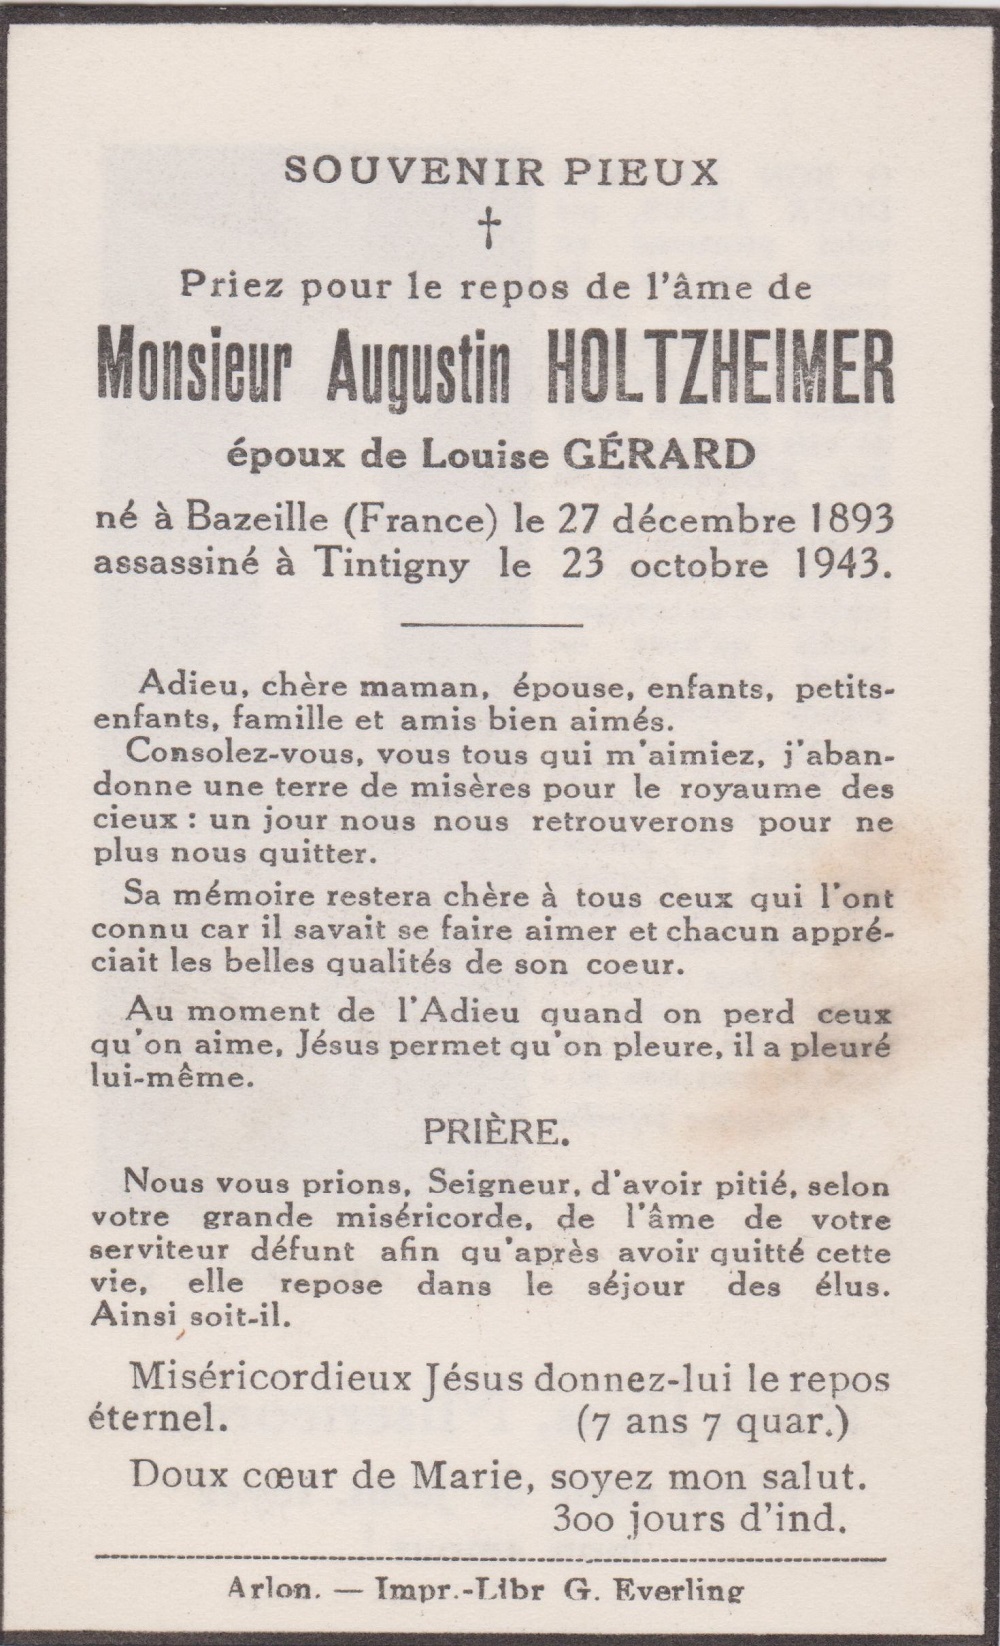 SOUVENIR PIEUX
†
Priez pour le repos de l'âme de
Monsieur Augustin HOLTZHEIMER
époux de Louise GÉRARD
né à Bazeille (France) le 27 décembre 1893
assassiné à Tintigny le 23 octobre 1943.
Adieu, chère maman, épouse, enfants, petits-
enfants, famille et amis bien aimés.
Consolez-vous, vous tous qui m'aimiez, j'aban-
donne une terre de misères pour le royaume des
cieux : un jour nous nous retrouverons pour ne
plus nous quitter.
Sa mémoire restera chère à tous ceux qui l'ont
connu car il savait se faire aimer et chacun appré-
ciait les belles qualités de son coeur.
Au moment de l'Adieu quand on perd ceux
qu'on aime, Jésus permet qu'on pleure, il a pleuré
lui-même.
PRIÈRE.
Nous vous prions, Seigneur, d'avoir pitié, selon
votre grande miséricorde, de l'âme de votre
serviteur défunt afin qu'après avoir quitté cette
vie, elle repose dans le séjour des élus.
Ainsi soit-il.
Miséricordieux Jésus donnez-lui le repos
éternel. (7 ans 7 quar.)
Doux cœur de Marie, soyez mon salut.
300 jours d'ind.
Arlon. — Impr.-Libr G. Everling